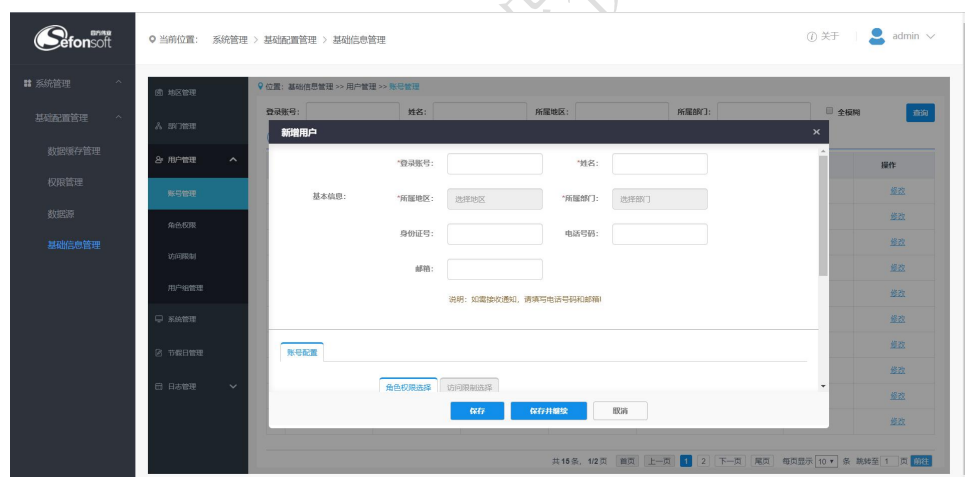 四方伟业
Sefonsoft
当前位置： 系统管理 > 基础配置管理 > 基础信息管理
关于
admin
系统管理
基础配置管理
数据缓存管理
权限管理
数据源
基础信息管理
地区管理
部门管理
用户管理
账号管理
角色权限
访问限制
用户组管理
系统管理
节假日管理
日志管理
位置：基础信息管理 >> 用户管理 >> 账号管理
登录账号： 姓名： 所属地区： 所属部门： 全模糊 查询
新增用户 ×
操作
*登录账号： *姓名：
基本信息： *所属地区： 选择地区 *所属部门： 选择部门
身份证号： 电话号码：
邮箱：
说明：如需接收通知，请填写电话号码和邮箱!
账号配置
角色权限选择 访问限制选择
保存 保存并继续 取消
修改
修改
修改
修改
修改
修改
修改
修改
修改
修改
共 15 条，1/2 页 首页 上一页 1 2 下一页 尾页 每页显示 10 条 跳转至 1 页 前往